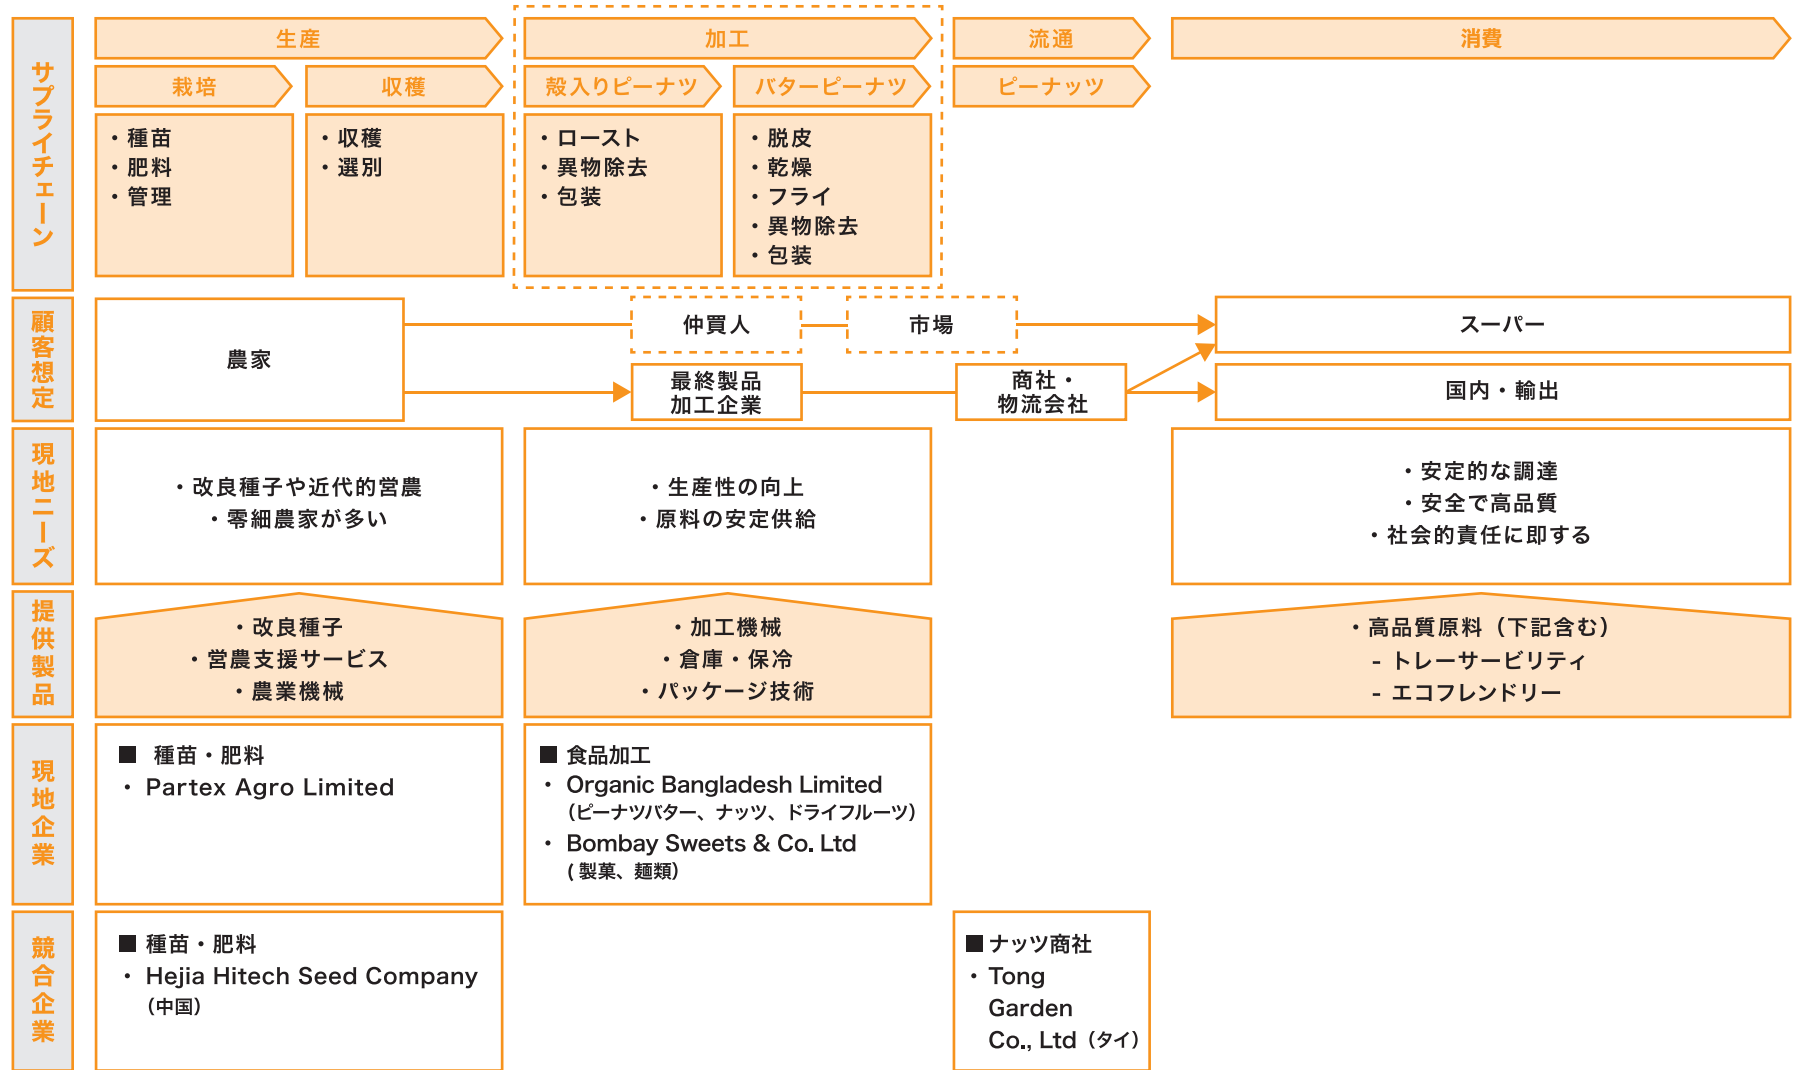 サプライチェーン
生産
加工
流通
消費
栽培
収穫
殻入りピーナツ
バターピーナツ
ピーナッツ
・種苗
・肥料
・管理
・収穫
・選別
・ロースト
・異物除去
・包装
・脱皮
・乾燥
・フライ
・異物除去
・包装
顧客想定
農家
仲買人
市場
スーパー
最終製品
加工企業
商社・
物流会社
国内・輸出
現地ニーズ
・改良種子や近代的営農
・零細農家が多い
・生産性の向上
・原料の安定供給
・安定的な調達
・安全で高品質
・社会的責任に即する
提供製品
・改良種子
・営農支援サービス
・農業機械
・加工機械
・倉庫・保冷
・パッケージ技術
・高品質原料（下記含む）
- トレーサービリティ
- エコフレンドリー
現地企業
■ 種苗・肥料
・ Partex Agro Limited
■ 食品加工
・ Organic Bangladesh Limited
（ピーナツバター、ナッツ、ドライフルーツ）
・ Bombay Sweets & Co. Ltd
( 製菓、麺類）
競合企業
■ 種苗・肥料
・ Hejia Hitech Seed Company
（中国）
■ ナッツ商社
・ Tong
Garden
Co., Ltd（タイ）